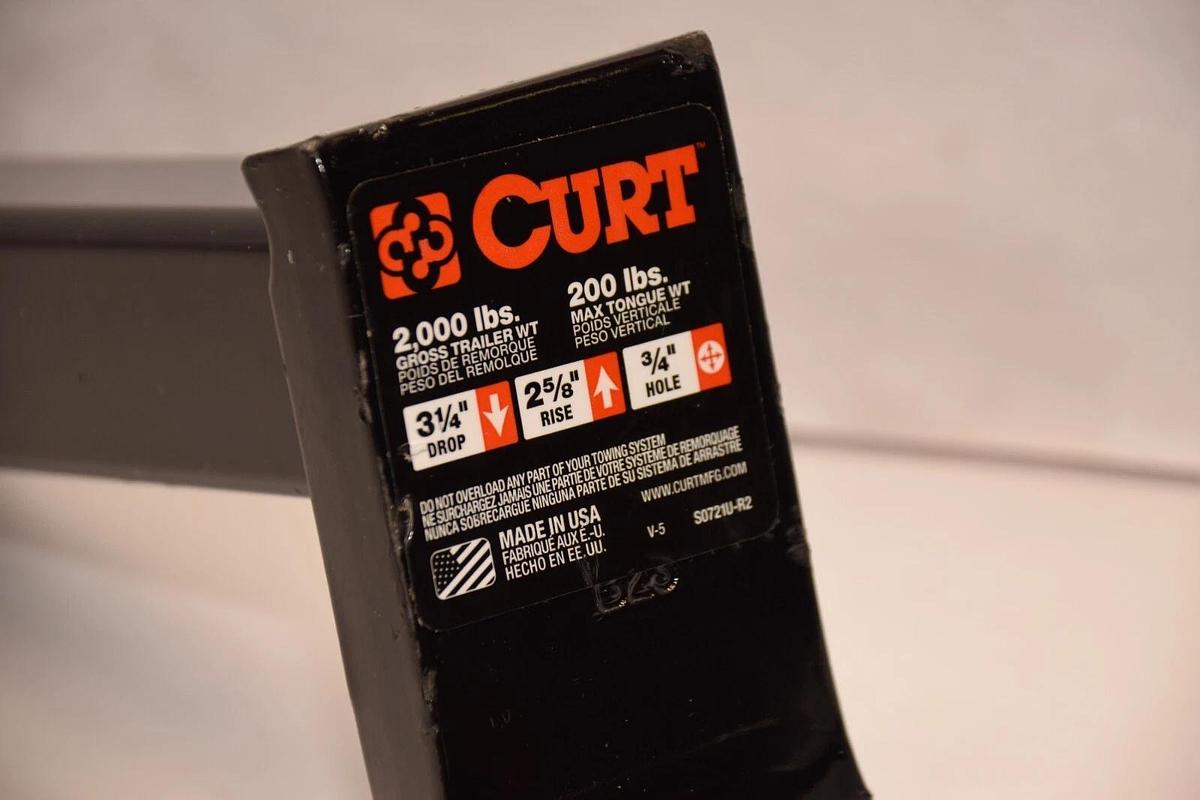 CURT™
2,000 lbs.
GROSS TRAILER WT
POIDS DE REMORQUE
PESO DEL REMOLQUE
200 lbs.
MAX TONGUE WT
POIDS VERTICALE
PESO VERTICAL
3¼"
DROP
2⅝"
RISE
¾"
HOLE
DO NOT OVERLOAD ANY PART OF YOUR TOWING SYSTEM
NE SURCHARGEZ JAMAIS UNE PARTIE DE VOTRE SYSTEME DE REMORQUAGE
NUNCA SOBRECARGUE NINGUNA PARTE DE SU SISTEMA DE ARRASTRE
WWW.CURTMFG.COM
MADE IN USA
FABRIQUÉ AUX É.-U.
HECHO EN EE.UU.
V-5
S0721U-R2